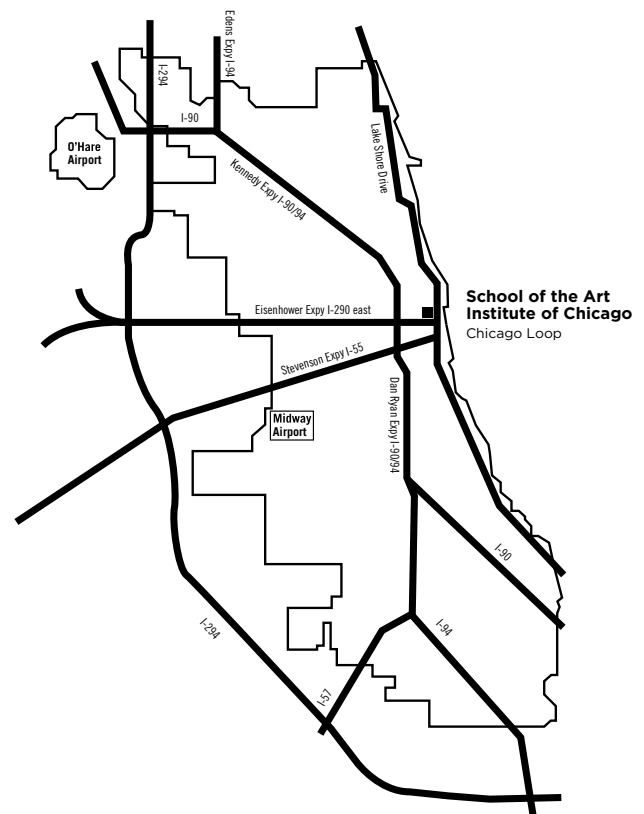 Edens Expy I-94
I-294
I-90
O'Hare
Airport
Kennedy Expy I-90/94
Lake Shore Drive
School of the Art
Institute of Chicago
Chicago Loop
Eisenhower Expy I-290 east
Stevenson Expy I-55
Midway
Airport
Dan Ryan Expy I-90/94
I-90
I-294
I-94
I-57